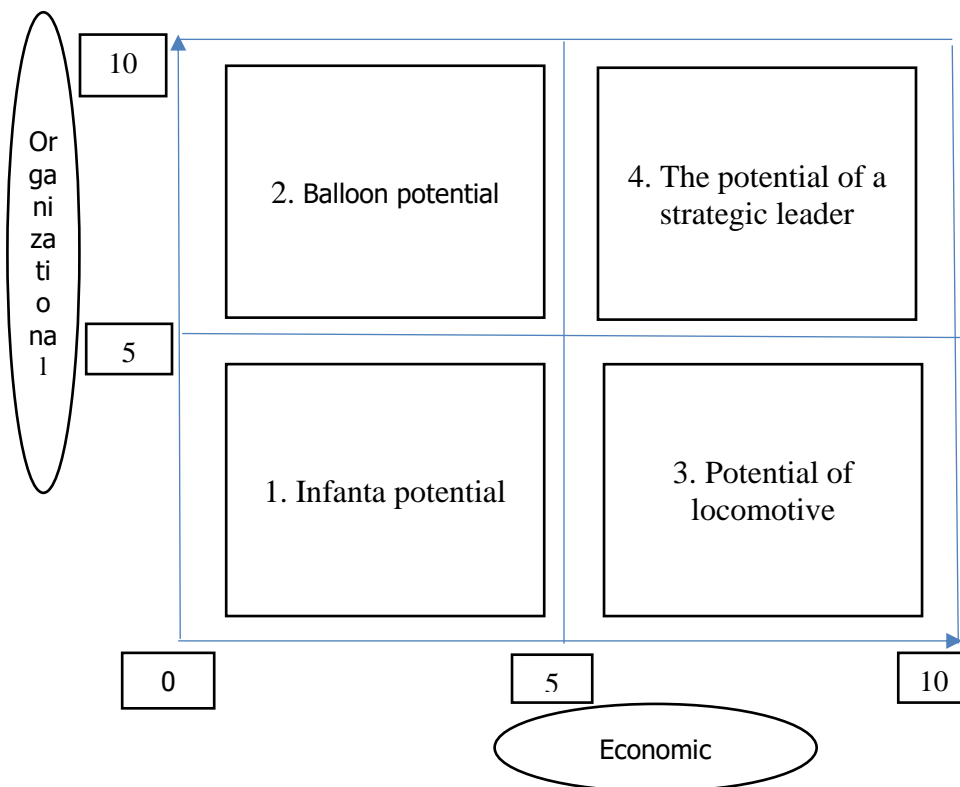 10
Or
ga
ni
za
ti
o
na
l
2. Balloon potential
4. The potential of a
strategic leader
5
1. Infanta potential
3. Potential of
locomotive
0
5
10
Economic